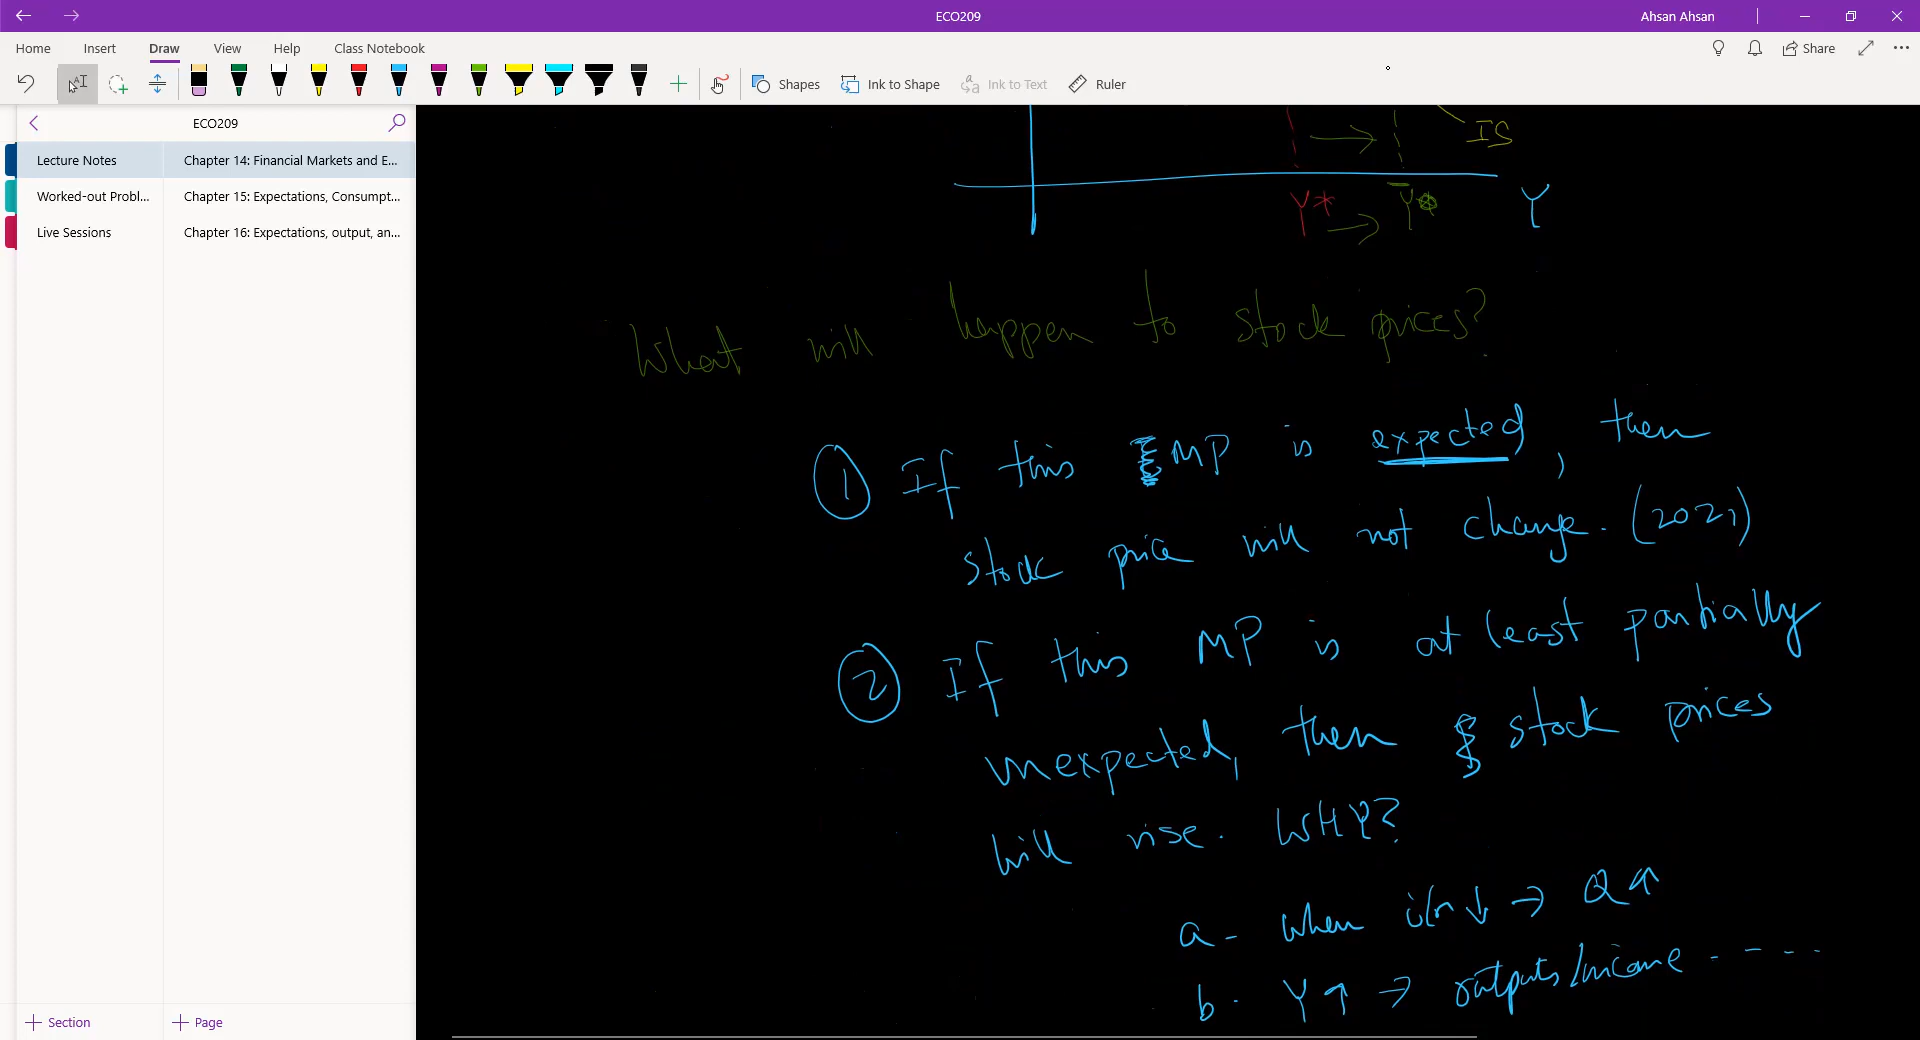 ECO209
Ahsan Ahsan
Home Insert Draw View Help Class Notebook
Share
Shapes Ink to Shape Ink to Text Ruler
ECO209
Lecture Notes
Worked-out Probl...
Live Sessions
Chapter 14: Financial Markets and E...
Chapter 15: Expectations, Consumpt...
Chapter 16: Expectations, output, an...
IS
Y* → Y* Y
What will happen to stock prices?
① If this MP is expected, then
stock price will not change. (2021)
② If this MP is at least partially
unexpected, then stock prices
will rise. WHY?
a - when i/r ↓ → Q ↑
b. Y ↑ → outputs/income - - - -
+ Section
+ Page